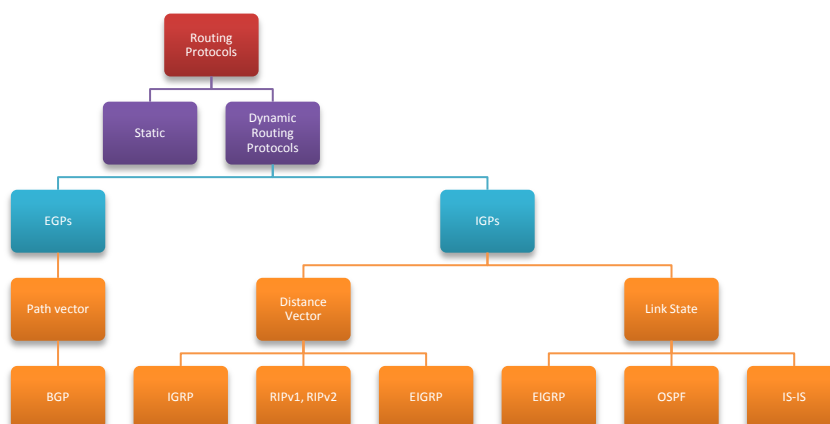 Routing
Protocols
Static
Dynamic
Routing
Protocols
EGPs
IGPs
Path vector
Distance
Vector
Link State
BGP
IGRP
RIPv1, RIPv2
EIGRP
EIGRP
OSPF
IS-IS